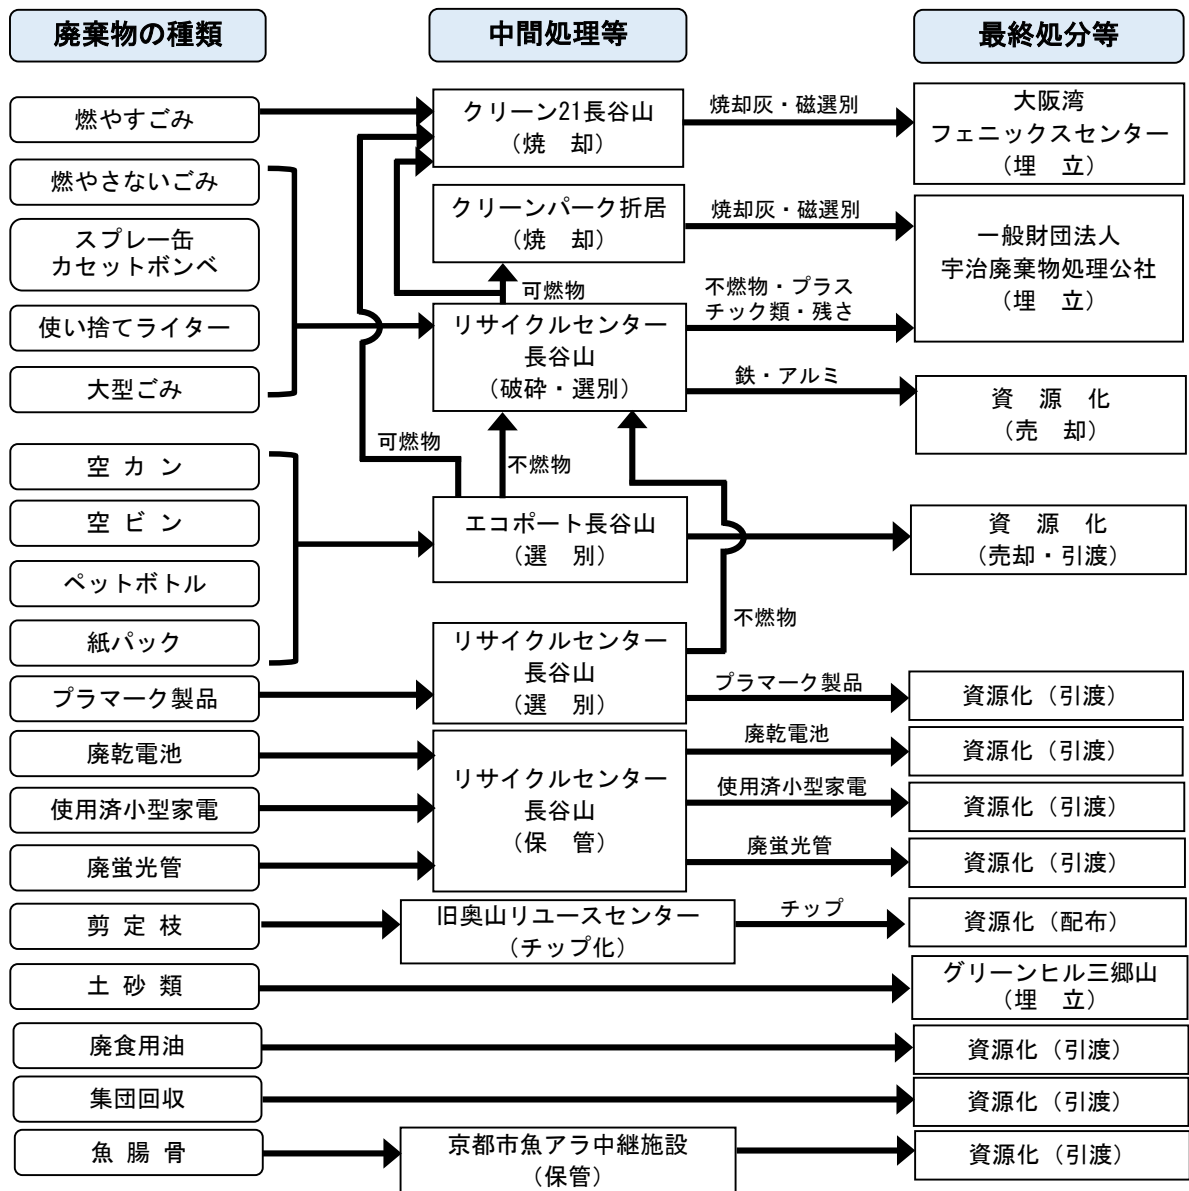 廃棄物の種類
中間処理等
最終処分等
燃やすごみ
燃やさないごみ
スプレー缶
カセットボンベ
使い捨てライター
大型ごみ
空 カ ン
空 ビ ン
ペットボトル
紙パック
プラマーク製品
廃乾電池
使用済小型家電
廃蛍光管
剪 定 枝
土 砂 類
廃食用油
集団回収
魚 腸 骨
クリーン21長谷山
（焼　却）
クリーンパーク折居
（焼　却）
可燃物
リサイクルセンター
長谷山
（破砕・選別）
可燃物
不燃物
エコポート長谷山
（選　別）
不燃物
リサイクルセンター
長谷山
（選　別）
リサイクルセンター
長谷山
（保　管）
旧奥山リユースセンター
（チップ化）
京都市魚アラ中継施設
（保管）
焼却灰・磁選別
焼却灰・磁選別
不燃物・プラス
チック類・残さ
鉄・アルミ
プラマーク製品
廃乾電池
使用済小型家電
廃蛍光管
チップ
大阪湾
フェニックスセンター
（埋　立）
一般財団法人
宇治廃棄物処理公社
（埋　立）
資　源　化
（売　却）
資　源　化
（売却・引渡）
資源化（引渡）
資源化（引渡）
資源化（引渡）
資源化（引渡）
資源化（配布）
グリーンヒル三郷山
（埋　立）
資源化（引渡）
資源化（引渡）
資源化（引渡）